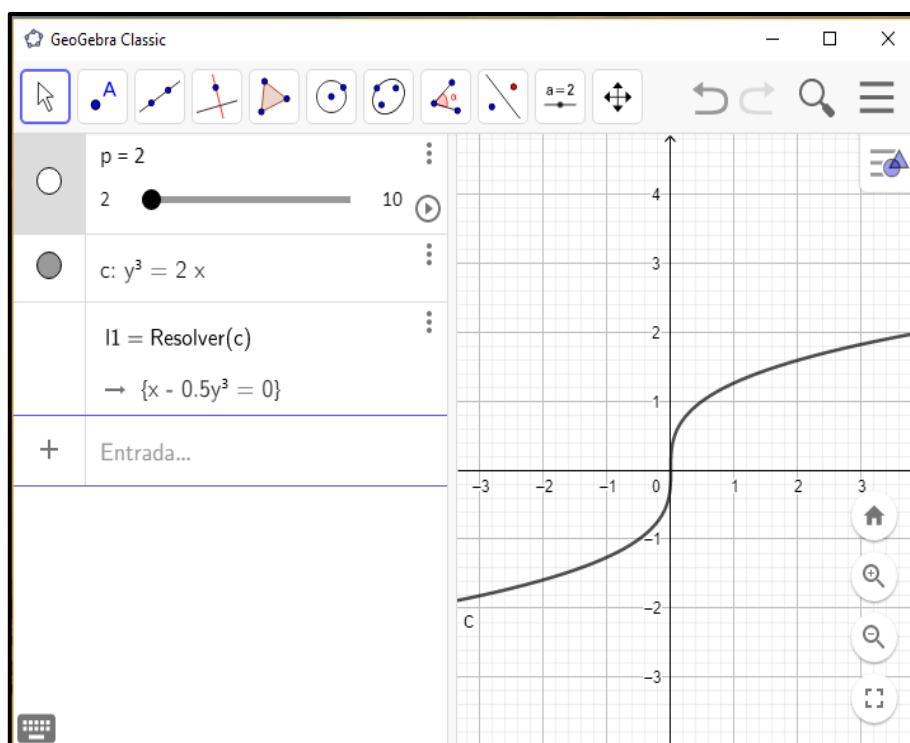 GeoGebra Classic
A
α
a=2
p = 2
2 10
c: y³ = 2 x
l1 = Resolver(c)
→ {x - 0.5y³ = 0}
+ Entrada...
4
3
2
1
-3 -2 -1 0 1 2 3
-1
-2
c
-3